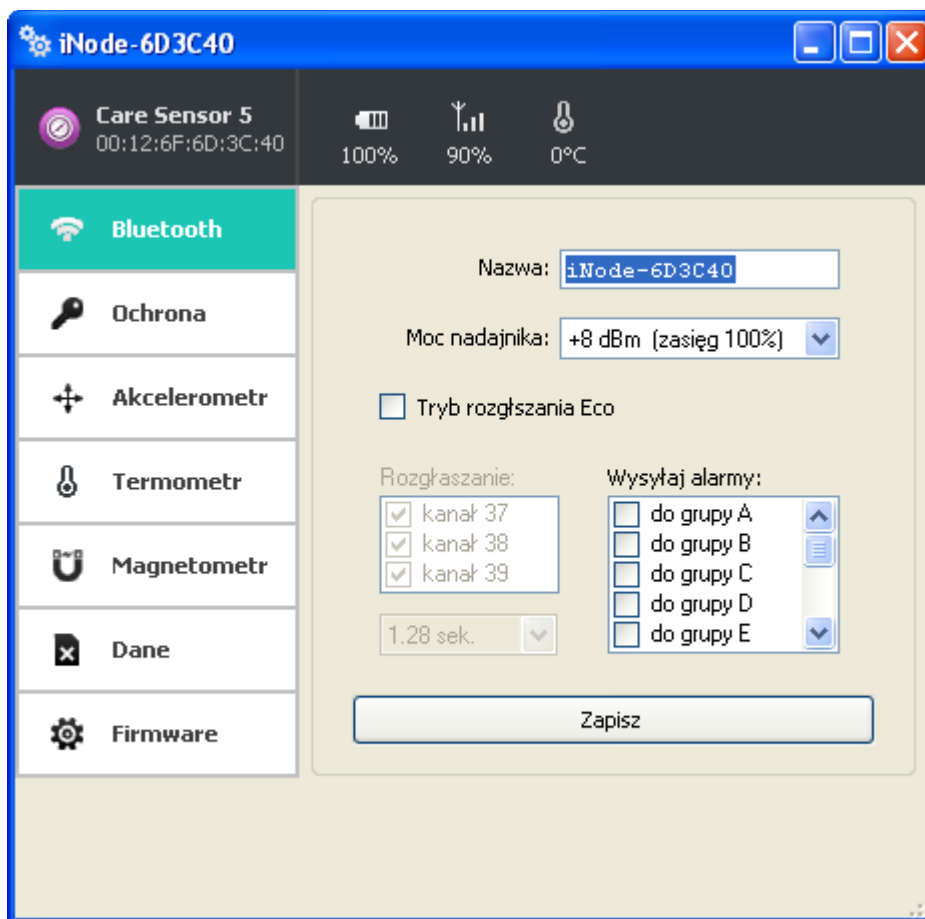 iNode-6D3C40
Care Sensor 5
00:12:6F:6D:3C:40
100%
90%
0°C
Bluetooth
Ochrona
Akcelerometr
Termometr
Magnetometr
Dane
Firmware
Nazwa: iNode-6D3C40
Moc nadajnika: +8 dBm (zasięg 100%)
Tryb rozgłszania Eco
Rozgłaszanie:
kanał 37
kanał 38
kanał 39
1.28 sek.
Wysyłaj alarmy:
do grupy A
do grupy B
do grupy C
do grupy D
do grupy E
Zapisz